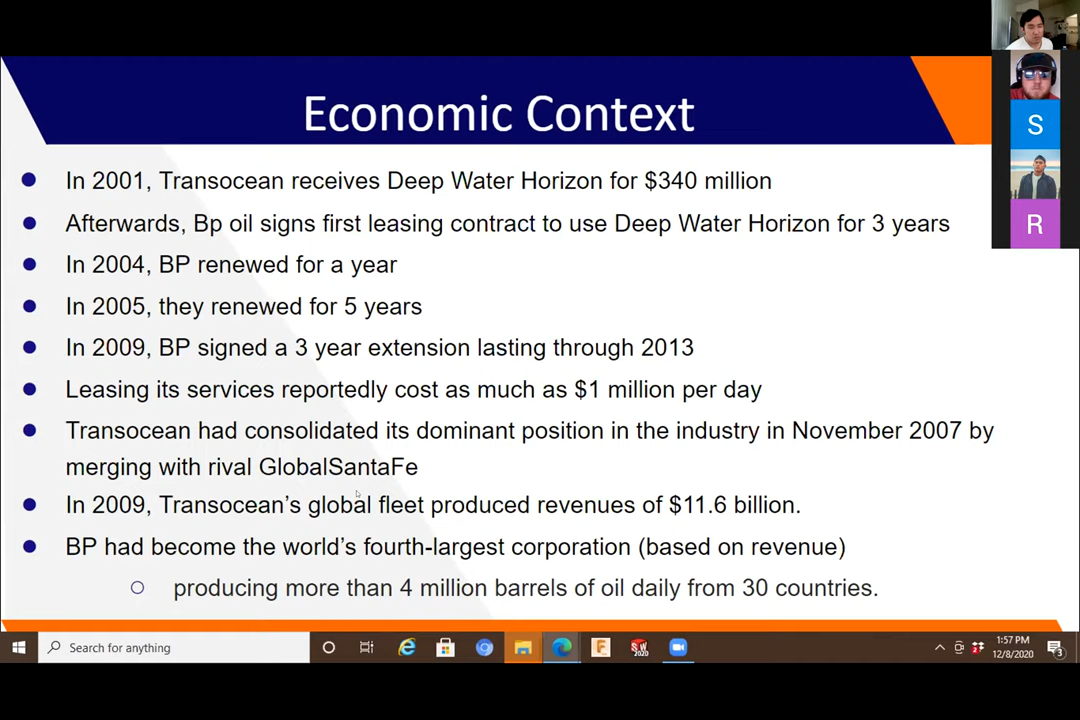 Economic Context
In 2001, Transocean receives Deep Water Horizon for $340 million
Afterwards, Bp oil signs first leasing contract to use Deep Water Horizon for 3 years
In 2004, BP renewed for a year
In 2005, they renewed for 5 years
In 2009, BP signed a 3 year extension lasting through 2013
Leasing its services reportedly cost as much as $1 million per day
Transocean had consolidated its dominant position in the industry in November 2007 by
merging with rival GlobalSantaFe
In 2009, Transocean's global fleet produced revenues of $11.6 billion.
BP had become the world's fourth-largest corporation (based on revenue)
producing more than 4 million barrels of oil daily from 30 countries.
S
R
Search for anything
SW
2020
2
1:57 PM
12/8/2020
3